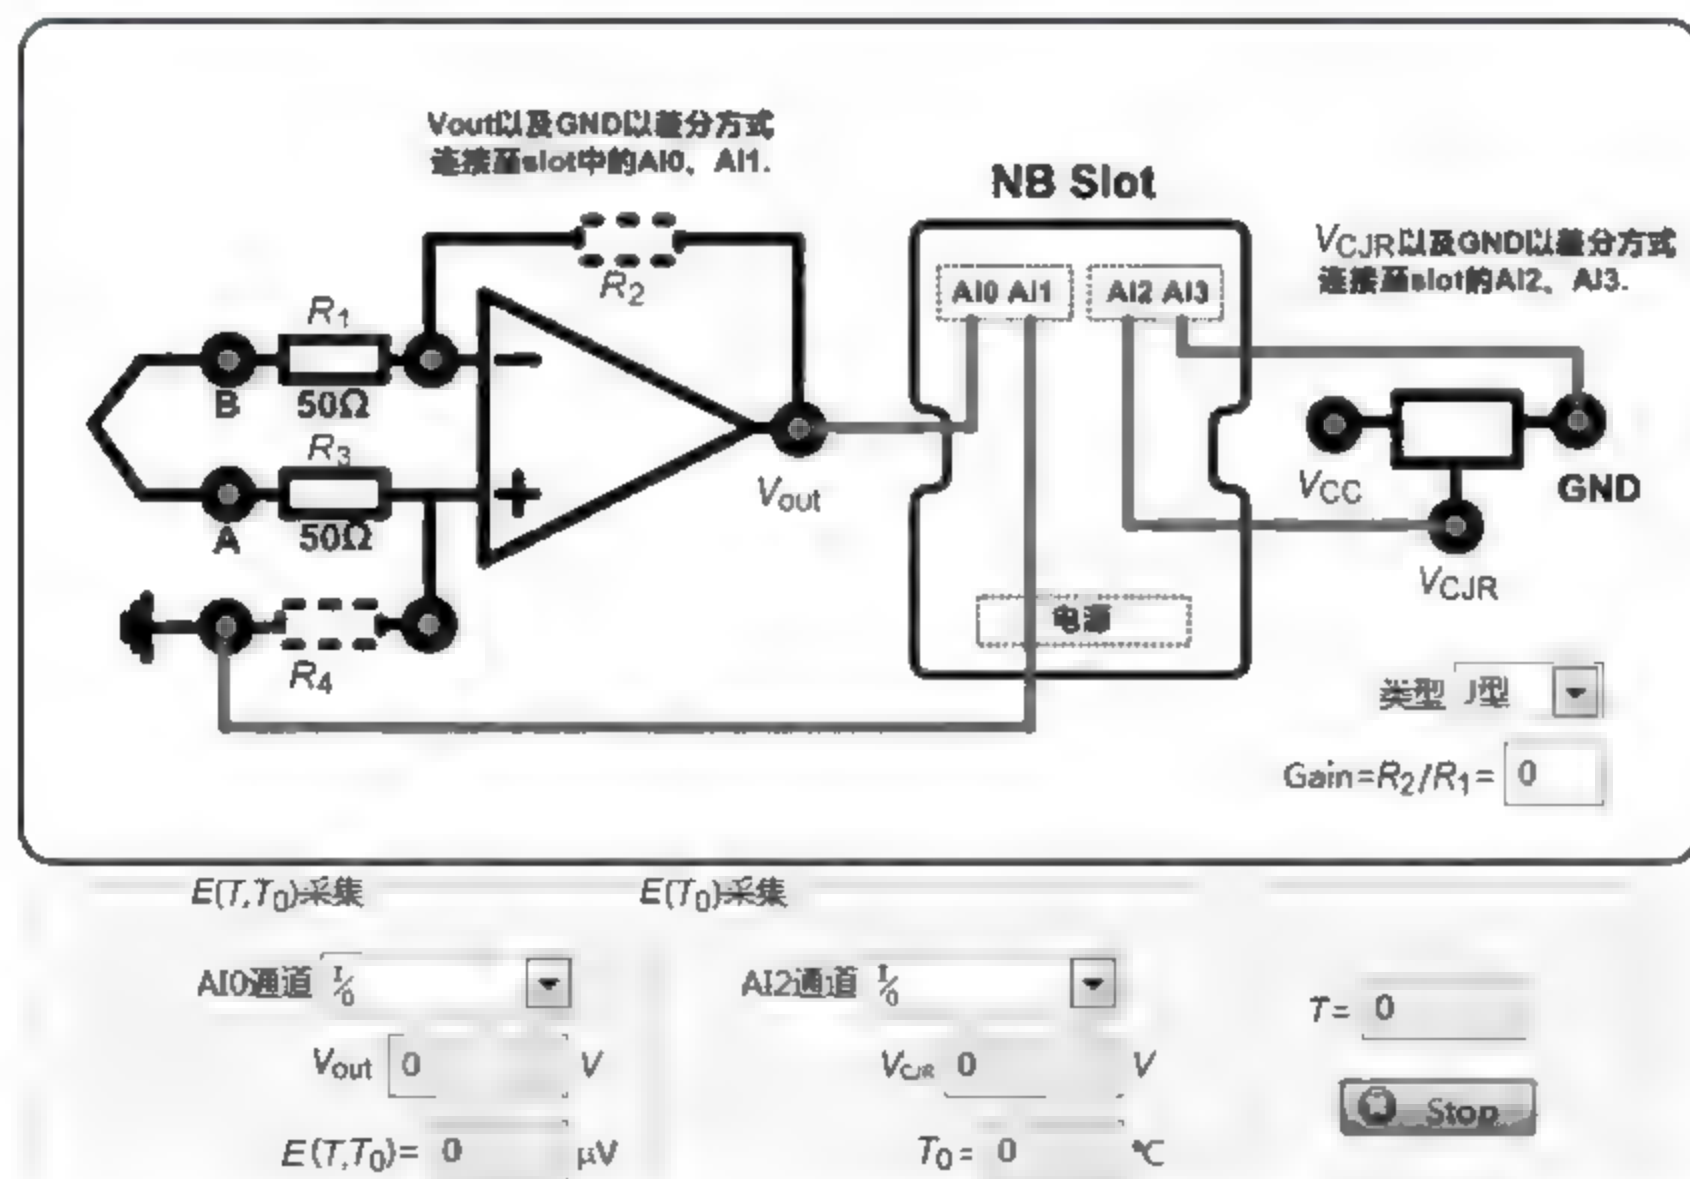 Vout以及GND以差分方式
连接至slot中的AI0、AI1.
NB Slot
VCJR以及GND以差分方式
连接至slot的AI2、AI3.
R2
AI0 AI1
AI2 AI3
R1
B
50Ω
−
R3
A
50Ω
+
Vout
VCC
GND
VCJR
R4
电源
类型 J型
Gain=R2/R1= 0
E(T,T0)采集
E(T0)采集
AI0通道 I/0
AI2通道 I/0
T= 0
Vout 0 V
VCJR 0 V
Stop
E(T,T0)= 0 μV
T0= 0 ℃